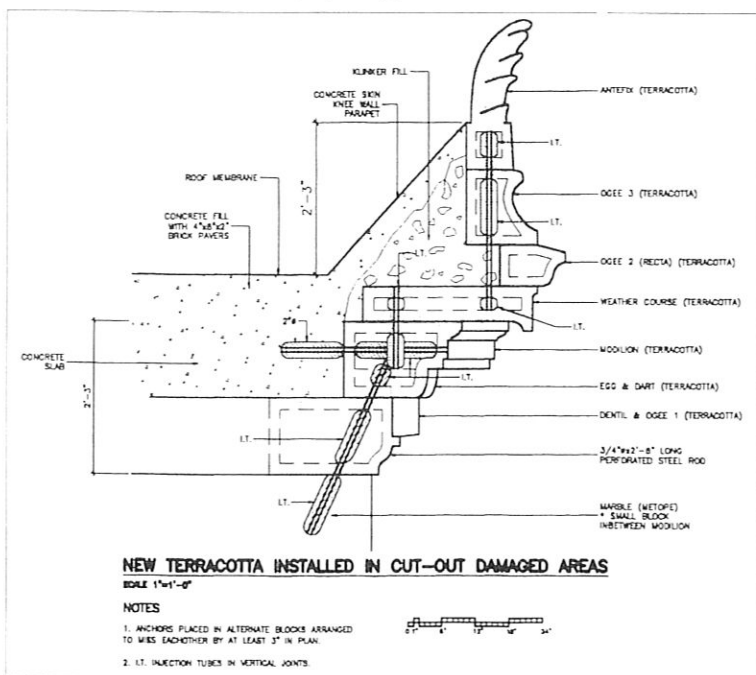 KLINKER FILL
CONCRETE SKIN
KNEE WALL
PARAPET
ANTEFIX (TERRACOTTA)
I.T.
2'-3"
ROOF MEMBRANE
OGEE 3 (TERRACOTTA)
CONCRETE FILL
WITH 4"x8"x2"
BRICK PAVERS
I.T.
I.T.
OGEE 2 (RECTA) (TERRACOTTA)
WEATHER COURSE (TERRACOTTA)
I.T.
2"ø
MODILION (TERRACOTTA)
CONCRETE
SLAB
I.T.
EGG & DART (TERRACOTTA)
2'-3"
DENTIL & OGEE 1 (TERRACOTTA)
I.T.
3/4"øx2'-8" LONG
PERFORATED STEEL ROD
I.T.
MARBLE (METOPE)
* SMALL BLOCK
INBETWEEN MODILION
NEW TERRACOTTA INSTALLED IN CUT-OUT DAMAGED AREAS
SCALE 1"=1'-0"
NOTES
1. ANCHORS PLACED IN ALTERNATE BLOCKS ARRANGED
TO MISS EACHOTHER BY AT LEAST 3" IN PLAN.
2. I.T. INJECTION TUBES IN VERTICAL JOINTS.
0 1" 6" 12" 18" 24"